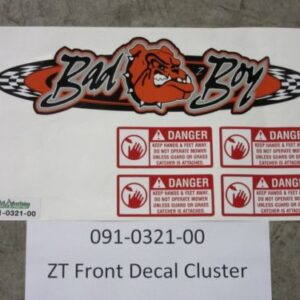 Bad Boy
DANGER
KEEP HANDS & FEET AWAY
DO NOT OPERATE MOWER
UNLESS GUARD OR GRASS
CATCHER IS ATTACHED.
DANGER
KEEP HANDS & FEET AWAY
DO NOT OPERATE MOWER
UNLESS GUARD OR GRASS
CATCHER IS ATTACHED.
DANGER
KEEP HANDS & FEET AWAY
DO NOT OPERATE MOWER
UNLESS GUARD OR GRASS
CATCHER IS ATTACHED.
DANGER
KEEP HANDS & FEET AWAY
DO NOT OPERATE MOWER
UNLESS GUARD OR GRASS
CATCHER IS ATTACHED.
1-0321-00
091-0321-00
ZT Front Decal Cluster